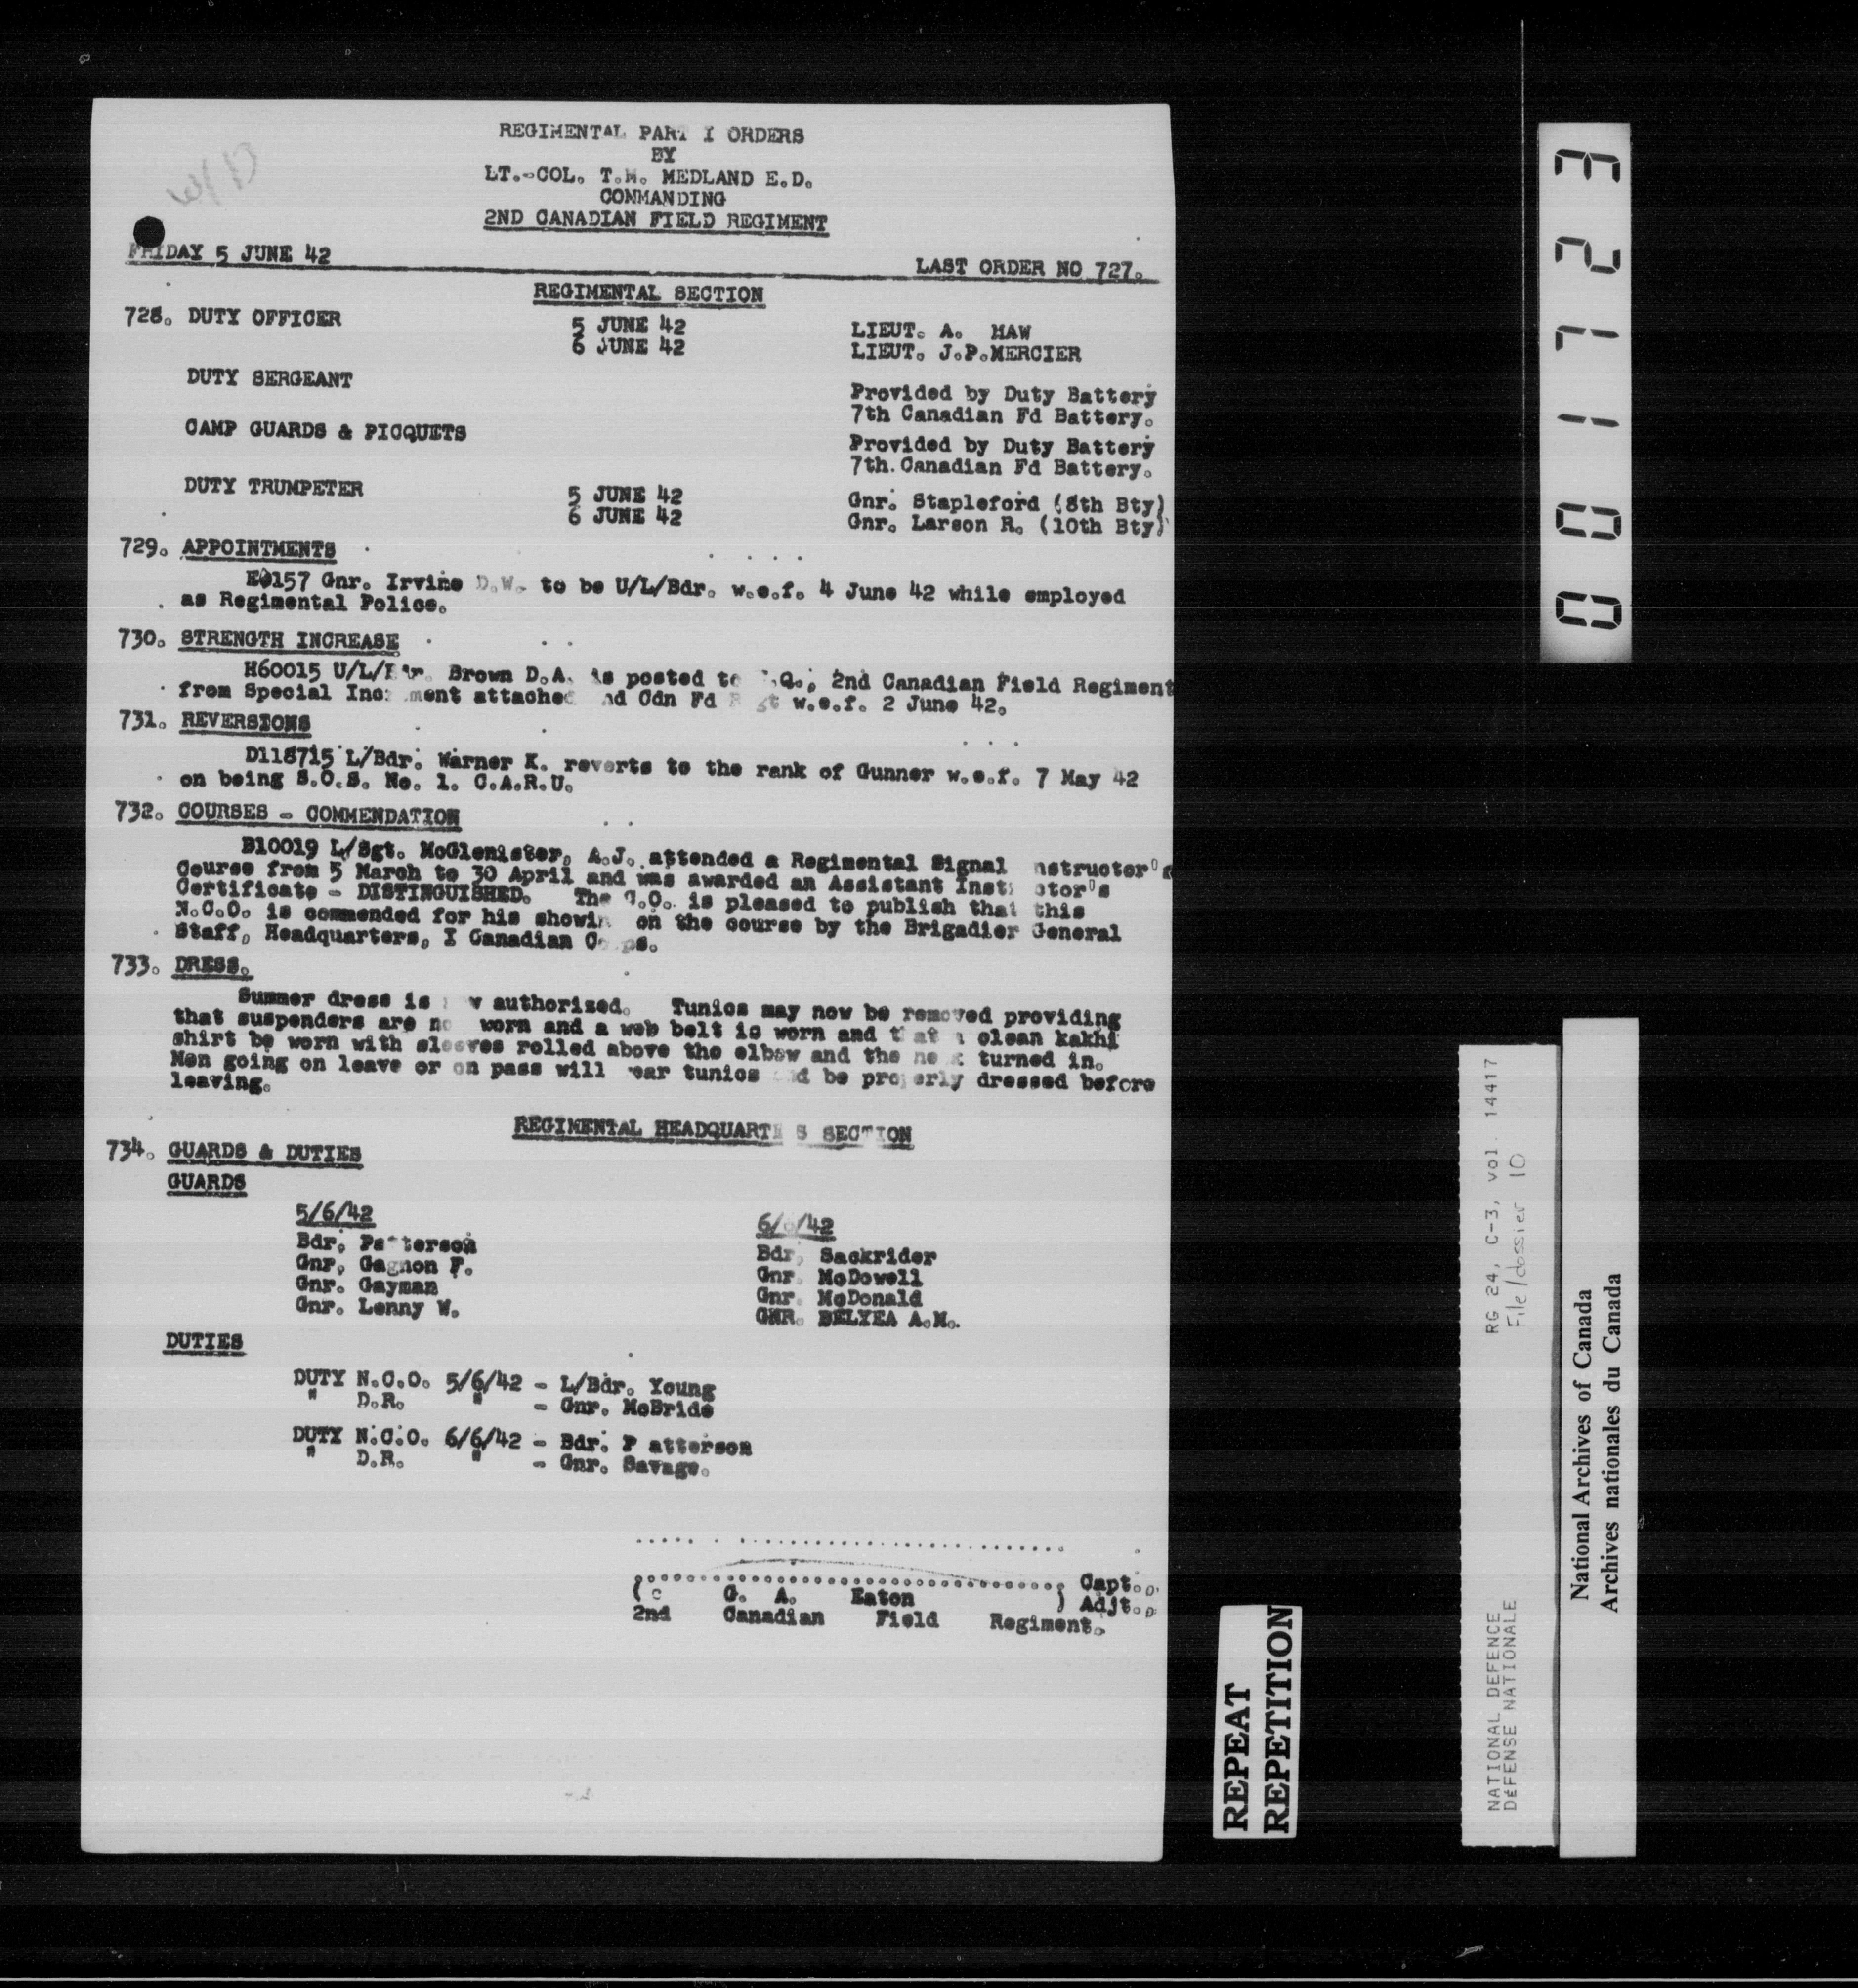 REGIMENTAL PART I ORDERS
BY
LT.-COL. T.M. MEDLAND E.D.
COMMANDING
2ND CANADIAN FIELD REGIMENT
FRIDAY 5 JUNE 42
LAST ORDER NO 727.
REGIMENTAL SECTION
728. DUTY OFFICER 5 JUNE 42 LIEUT. A. HAW
6 JUNE 42 LIEUT. J.P.MERCIER
DUTY SERGEANT Provided by Duty Battery
7th Canadian Fd Battery.
CAMP GUARDS & PICQUETS Provided by Duty Battery
7th.Canadian Fd Battery.
DUTY TRUMPETER 5 JUNE 42 Gnr. Stapleford (8th Bty)
6 JUNE 42 Gnr. Larson R. (10th Bty)
729. APPOINTMENTS
Gnr. Irvine D.W. to be U/L/Bdr. w.e.f. 4 June 42 while employed
as Regimental Police.
730. STRENGTH INCREASE
H60015 U/L/Bdr. Brown D.A. is posted to H.Q., 2nd Canadian Field Regiment
from Special Increment attached 2nd Cdn Fd Regt w.e.f. 2 June 42.
731. REVERSIONS
D118715 L/Bdr. Warner K. reverts to the rank of Gunner w.e.f. 7 May 42
on being S.O.S. No. 1. C.A.R.U.
732. COURSES - COMMENDATION
B10019 L/Sgt. McGlenister, A.J. attended a Regimental Signal Instructor's
Course from 5 March to 30 April and was awarded an Assistant Instructor's
Certificate - DISTINGUISHED. The C.O. is pleased to publish that this
N.C.O. is commended for his showing on the course by the Brigadier General
Staff, Headquarters, I Canadian Corps.
733. DRESS.
Summer dress is now authorized. Tunics may now be removed providing
that suspenders are not worn and a web belt is worn and that a clean kakhi
shirt be worn with sleeves rolled above the elbow and the neck turned in.
Men going on leave or on pass will wear tunics and be properly dressed before
leaving.
REGIMENTAL HEADQUARTERS SECTION
734. GUARDS & DUTIES
GUARDS
5/6/42 6/6/42
Bdr. Patterson Bdr. Sackrider
Gnr. Gagnon F. Gnr. McDowell
Gnr. Gayman Gnr. McDonald
Gnr. Lenny W. GNR. BELYEA A.M.
DUTIES
DUTY N.C.O. 5/6/42 - L/Bdr. Young
" D.R. " - Gnr. McBride
DUTY N.C.O. 6/6/42 - Bdr. P atterson
" D.R. " - Gnr. Savage.
Capt.
( G. A. Eaton ) Adjt.
2nd Canadian Field Regiment.
REPEAT
REPETITION
001723
RG 24, C-3, vol. 14417
File/dossier 10
NATIONAL DEFENCE
DÉFENSE NATIONALE
National Archives of Canada
Archives nationales du Canada